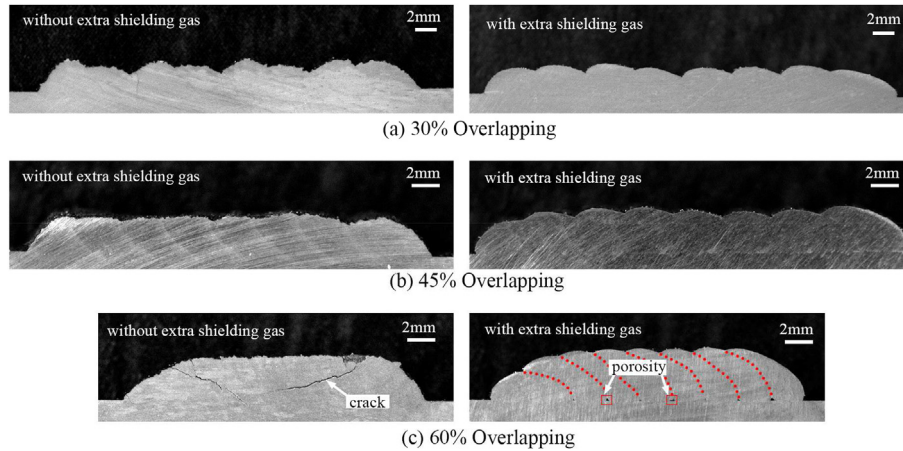 without extra shielding gas
2mm
with extra shielding gas
2mm
(a) 30% Overlapping
without extra shielding gas
2mm
with extra shielding gas
2mm
(b) 45% Overlapping
without extra shielding gas
2mm
crack
with extra shielding gas
2mm
porosity
(c) 60% Overlapping